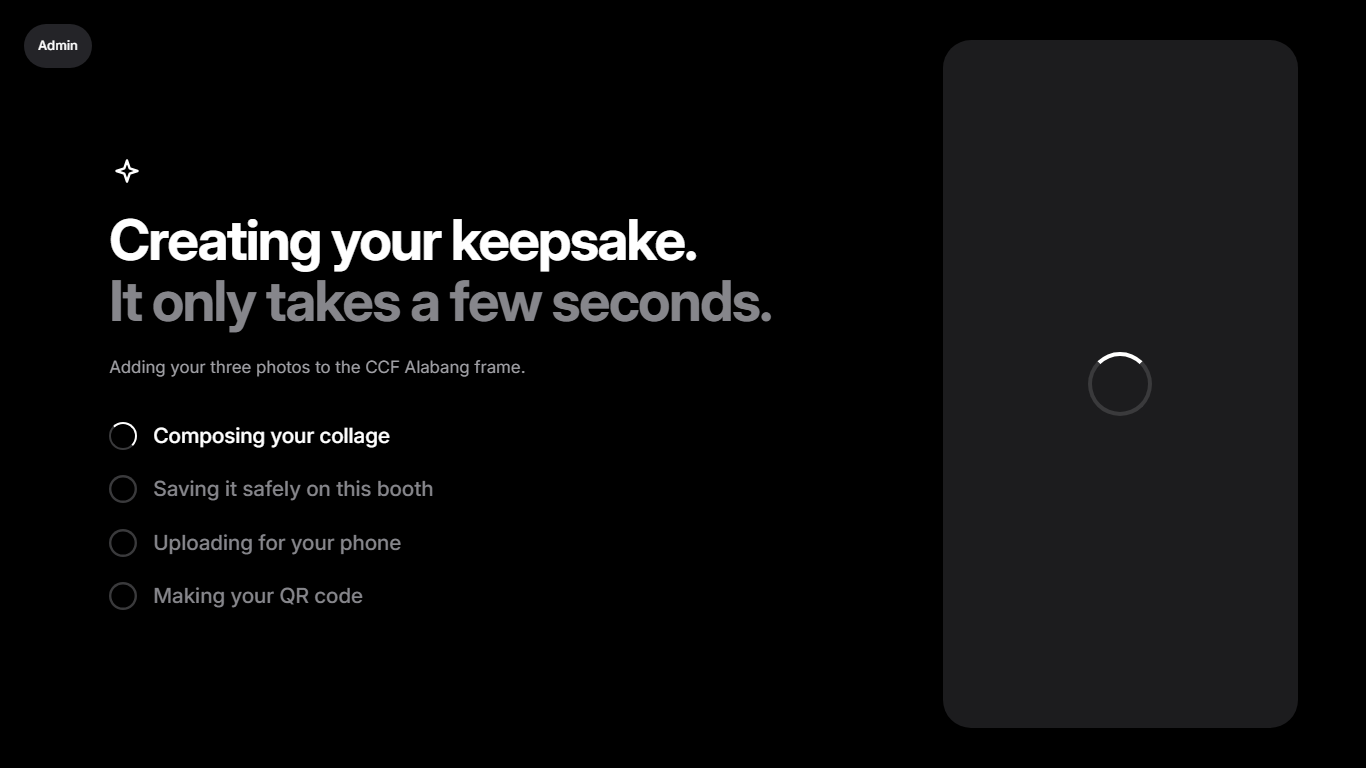 Admin
Creating your keepsake.
It only takes a few seconds.
Adding your three photos to the CCF Alabang frame.
Composing your collage
Saving it safely on this booth
Uploading for your phone
Making your QR code